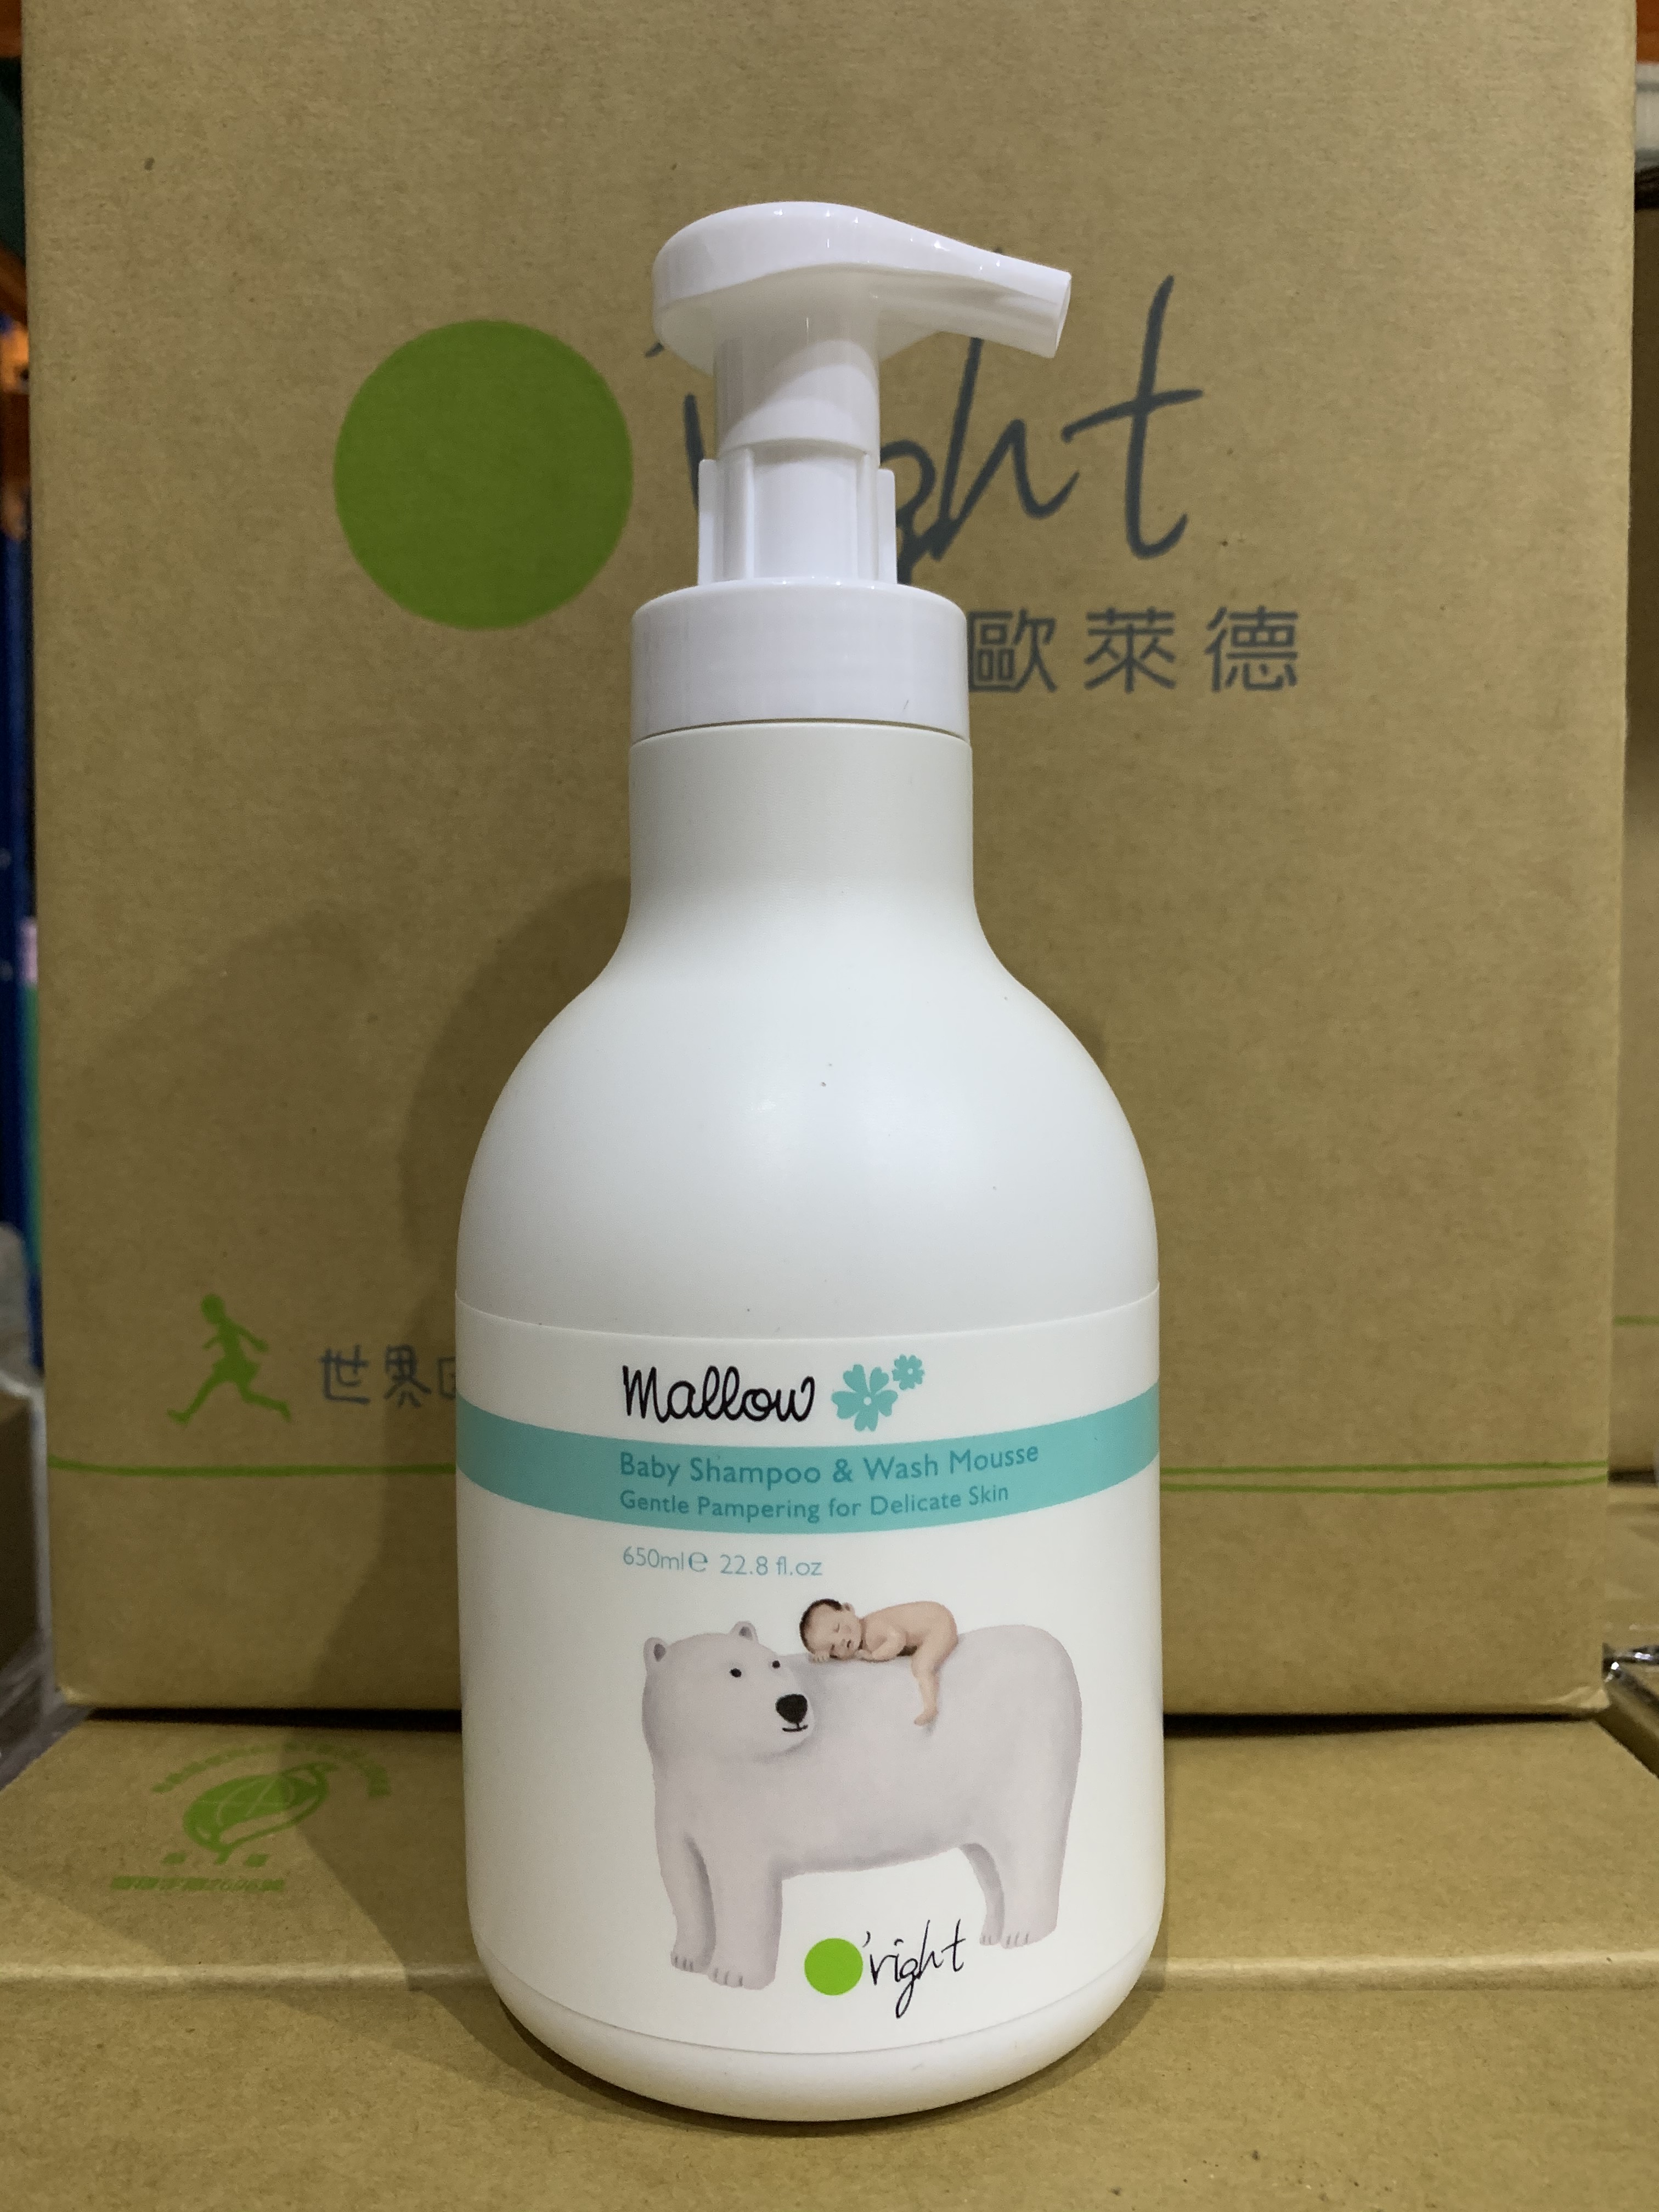 O'right
歐萊德
世界
mallow
Baby Shampoo & Wash Mousse
Gentle Pampering for Delicate Skin
650ml℮ 22.8 fl.oz
O'right